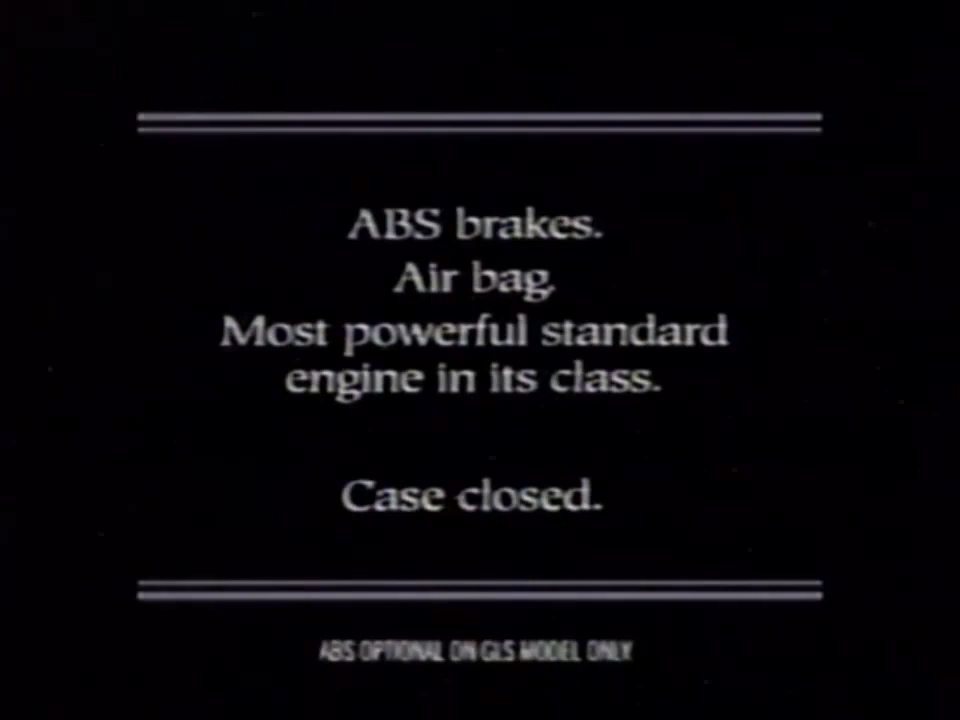 ABS brakes.
Air bag.
Most powerful standard
engine in its class.
Case closed.
ABS OPTIONAL ON GLS MODEL ONLY.